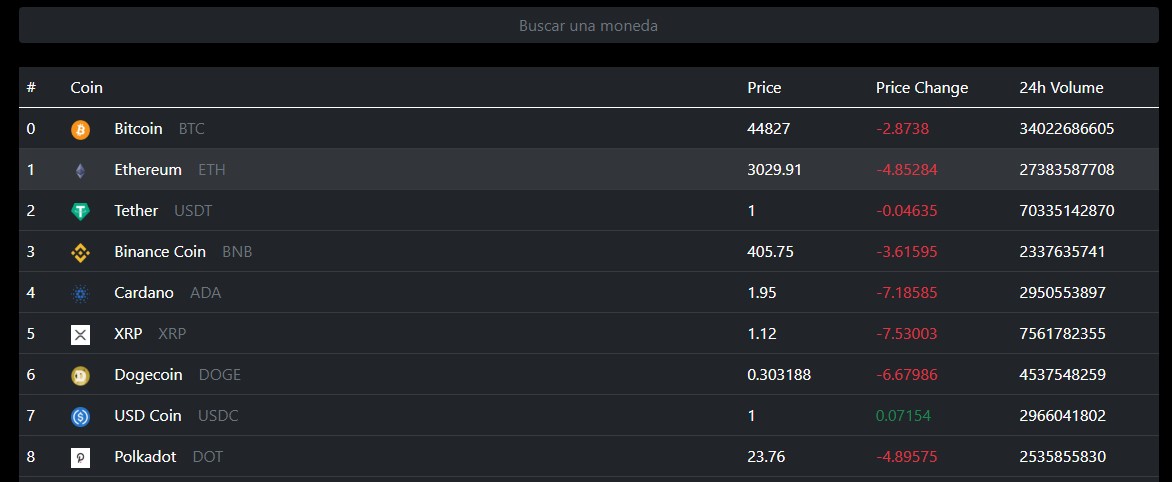 Buscar una moneda
# Coin Price Price Change 24h Volume
0 Bitcoin BTC 44827 -2.8738 34022686605
1 Ethereum ETH 3029.91 -4.85284 27383587708
2 Tether USDT 1 -0.04635 70335142870
3 Binance Coin BNB 405.75 -3.61595 2337635741
4 Cardano ADA 1.95 -7.18585 2950553897
5 XRP XRP 1.12 -7.53003 7561782355
6 Dogecoin DOGE 0.303188 -6.67986 4537548259
7 USD Coin USDC 1 0.07154 2966041802
8 Polkadot DOT 23.76 -4.89575 2535855830